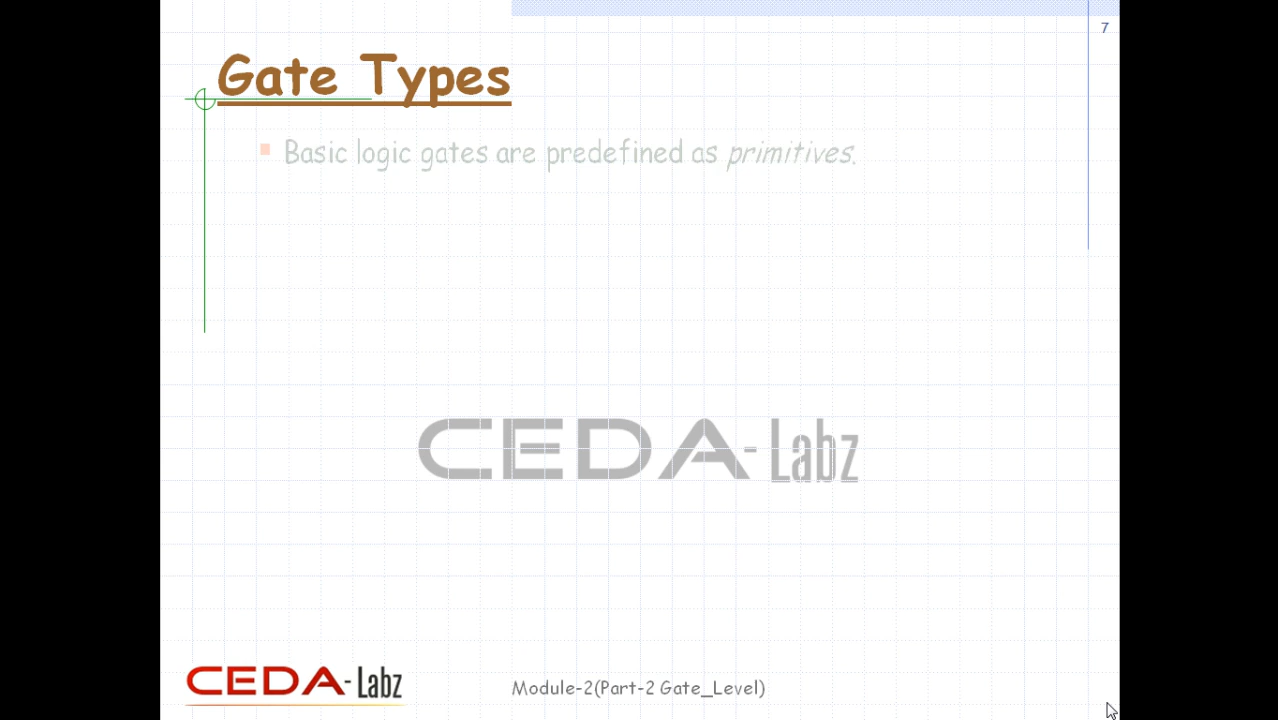 7
Gate Types
Basic logic gates are predefined as primitives.
CEDA-Labz
CEDA-Labz
Module-2(Part-2 Gate_Level)